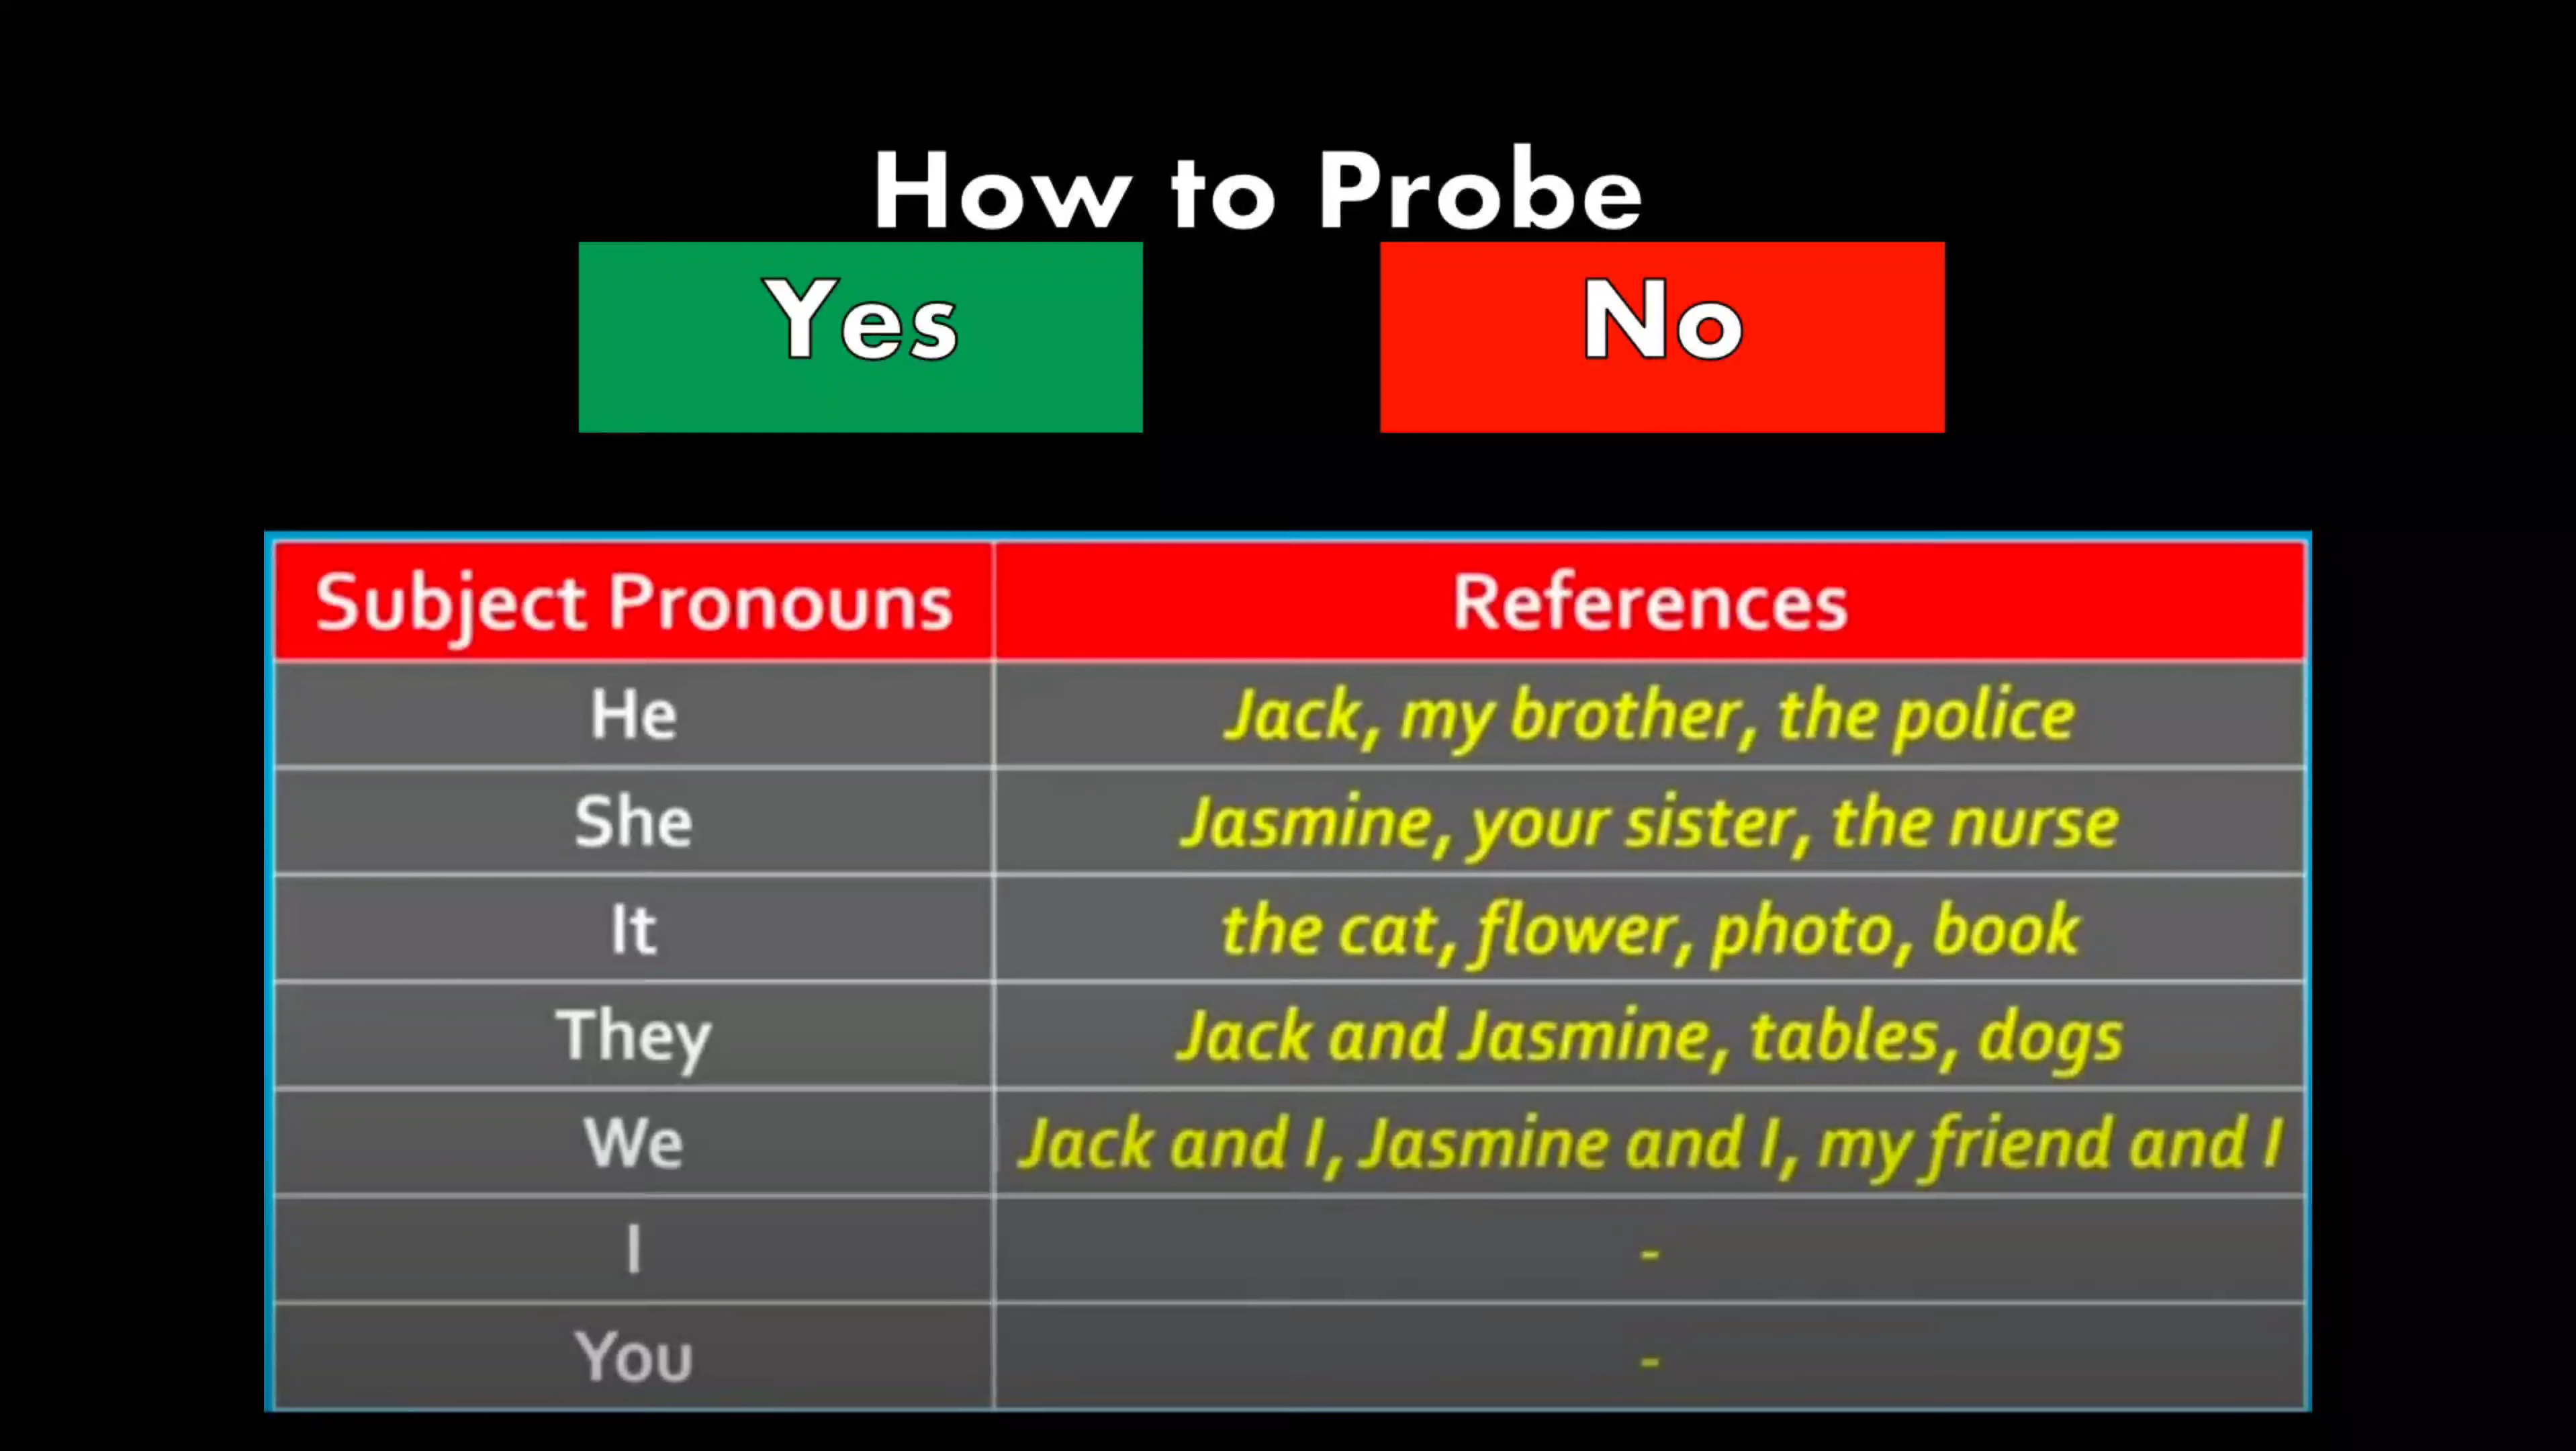 How to Probe
Yes No
Subject Pronouns References
He Jack, my brother, the police
She Jasmine, your sister, the nurse
It the cat, flower, photo, book
They Jack and Jasmine, tables, dogs
We Jack and I, Jasmine and I, my friend and I
I -
You -